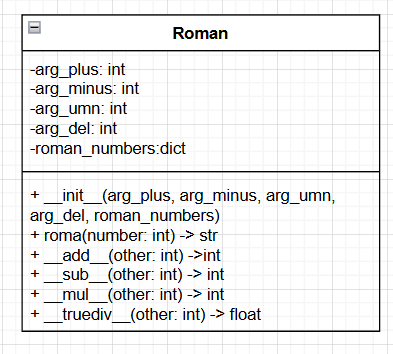 Roman
-arg_plus: int
-arg_minus: int
-arg_umn: int
-arg_del: int
-roman_numbers:dict
+ __init__(arg_plus, arg_minus, arg_umn,
arg_del, roman_numbers)
+ roma(number: int) -> str
+ __add__(other: int) ->int
+ __sub__(other: int) -> int
+ __mul__(other: int) -> int
+ __truediv__(other: int) -> float